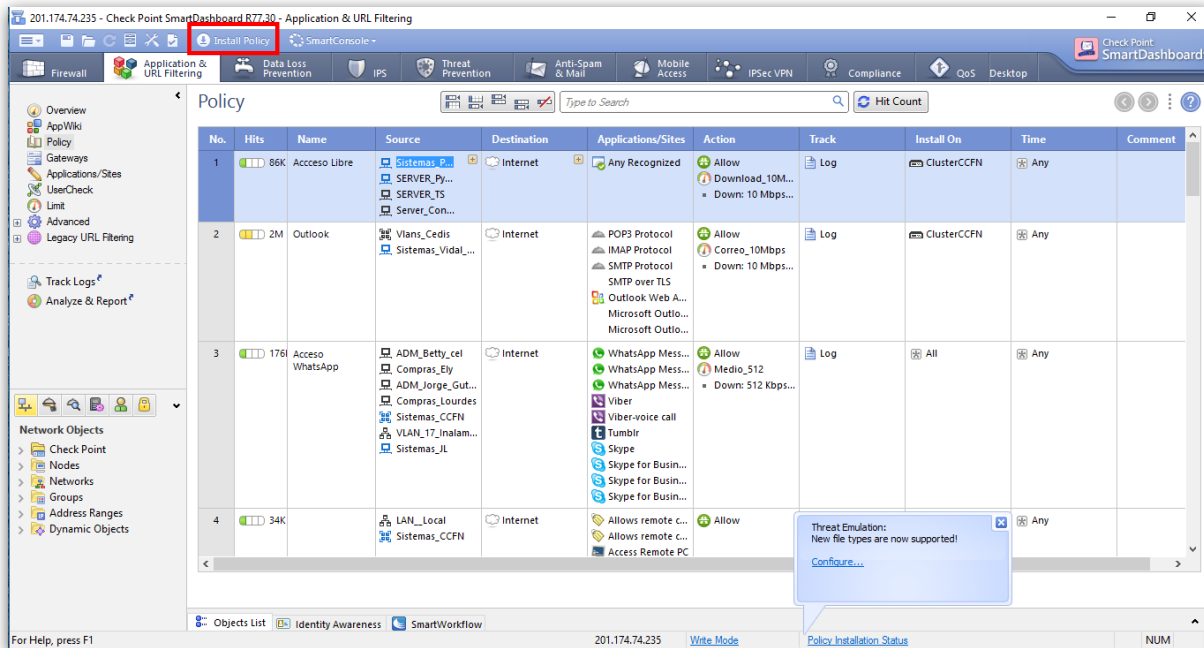 201.174.74.235 - Check Point SmartDashboard R77.30 - Application & URL Filtering
Install Policy
SmartConsole
Check Point
SmartDashboard
Firewall
Application &
URL Filtering
Data Loss
Prevention
IPS
Threat
Prevention
Anti-Spam
& Mail
Mobile
Access
IPSec VPN
Compliance
QoS
Desktop
Overview
AppWiki
Policy
Gateways
Applications/Sites
UserCheck
Limit
Advanced
Legacy URL Filtering
Track Logs
Analyze & Report
Network Objects
Check Point
Nodes
Networks
Groups
Address Ranges
Dynamic Objects
Policy
Type to Search
Hit Count
No. Hits Name Source Destination Applications/Sites Action Track Install On Time Comment
1 86K Accceso Libre Sistemas_P... Internet Any Recognized Allow Log ClusterCCFN Any
SERVER_Py... Download_10M...
SERVER_TS Down: 10 Mbps...
Server_Con...
2 2M Outlook Vlans_Cedis Internet POP3 Protocol Allow Log ClusterCCFN Any
Sistemas_Vidal_... IMAP Protocol Correo_10Mbps
SMTP Protocol Down: 10 Mbps...
SMTP over TLS
Outlook Web A...
Microsoft Outlo...
Microsoft Outlo...
3 176 Acceso ADM_Betty_cel Internet WhatsApp Mess... Allow Log All Any
WhatsApp Compras_Ely WhatsApp Mess... Medio_512
ADM_Jorge_Gut... WhatsApp Mess... Down: 512 Kbps...
Compras_Lourdes Viber
Sistemas_CCFN Viber-voice call
VLAN_17_Inalam... Tumblr
Sistemas_JL Skype
Skype for Busin...
Skype for Busin...
Skype for Busin...
4 34K LAN__Local Internet Allows remote c... Allow Any
Sistemas_CCFN Allows remote c...
Access Remote PC
Threat Emulation:
New file types are now supported!
Configure...
Objects List Identity Awareness SmartWorkflow
For Help, press F1 201.174.74.235 Write Mode Policy Installation Status NUM